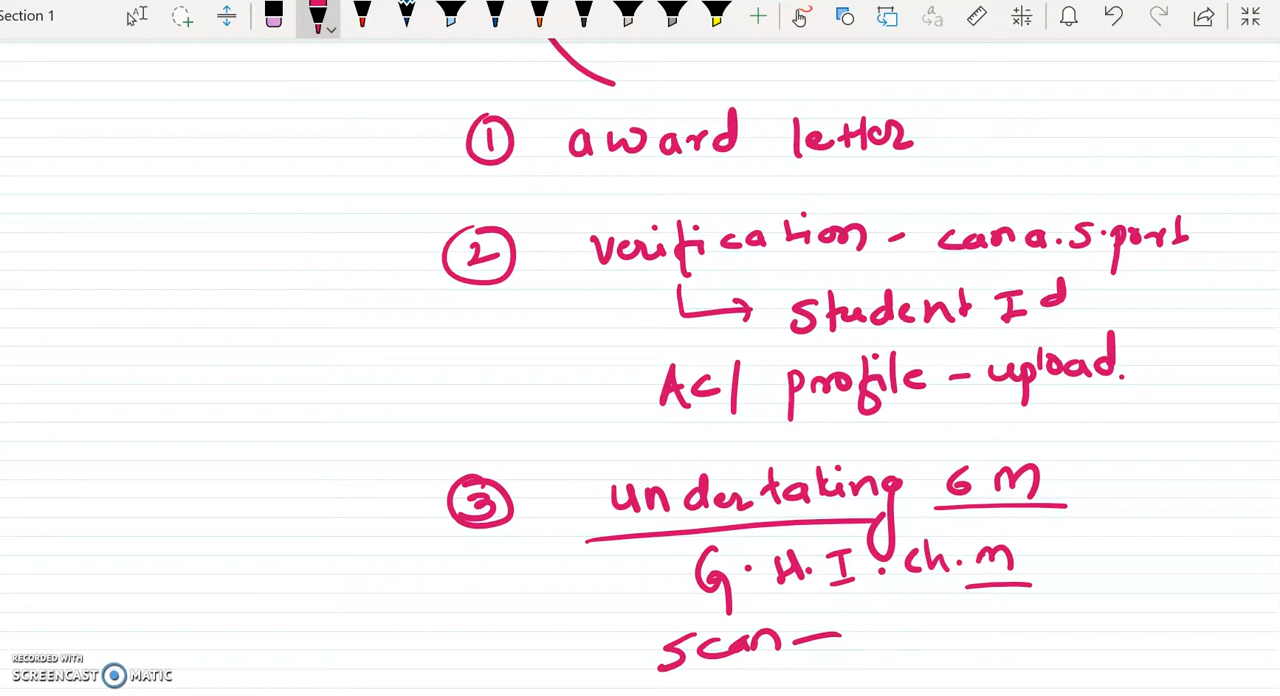 Section 1
① award letter
② verification - cana.s.port
→ student Id
AC/ profile - upload.
③ undertaking 6 M
G. H. I. ch. m
scan -
RECORDED WITH
SCREENCAST MATIC